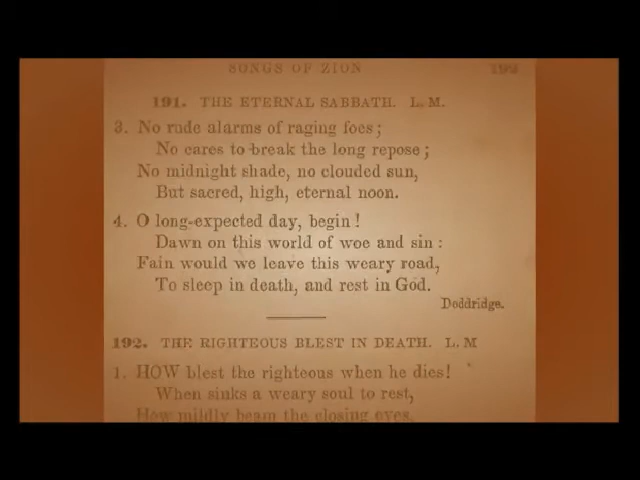 SONGS OF ZION 192
191. THE ETERNAL SABBATH. L. M.
3. No rude alarms of raging foes;
No cares to break the long repose;
No midnight shade, no clouded sun,
But sacred, high, eternal noon.
4. O long-expected day, begin!
Dawn on this world of woe and sin:
Fain would we leave this weary road,
To sleep in death, and rest in God.
Doddridge.
192. THE RIGHTEOUS BLEST IN DEATH. L. M
1. HOW blest the righteous when he dies!
When sinks a weary soul to rest,
How mildly beam the closing eyes,